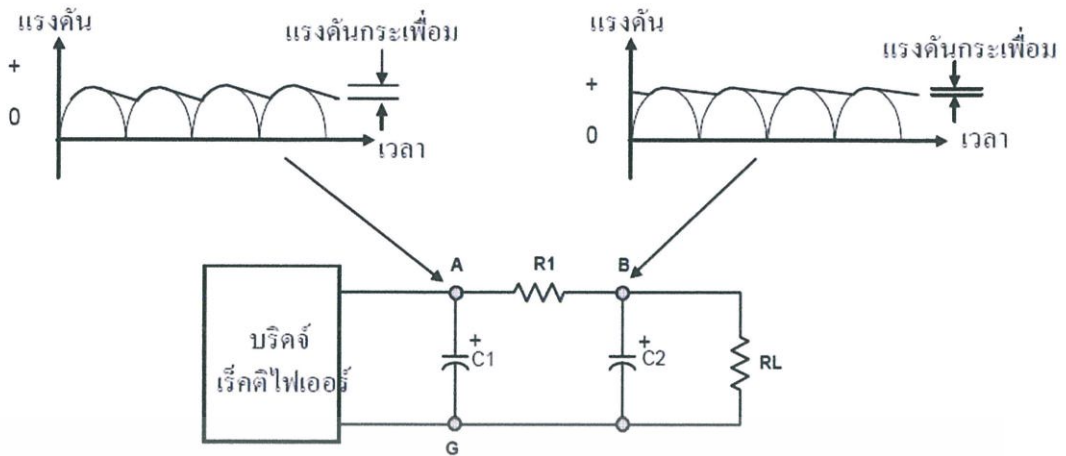 แรงดัน
แรงดันกระเพื่อม
+
0
เวลา
แรงดัน
แรงดันกระเพื่อม
+
0
เวลา
A
R1
B
บริดจ์
เร็คติไฟเออร์
+
C1
+
C2
RL
G